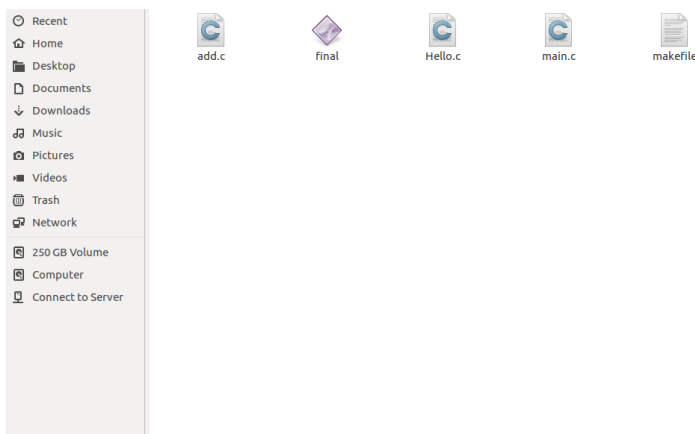 Recent
Home
Desktop
Documents
Downloads
Music
Pictures
Videos
Trash
Network
250 GB Volume
Computer
Connect to Server
add.c final Hello.c main.c makefile